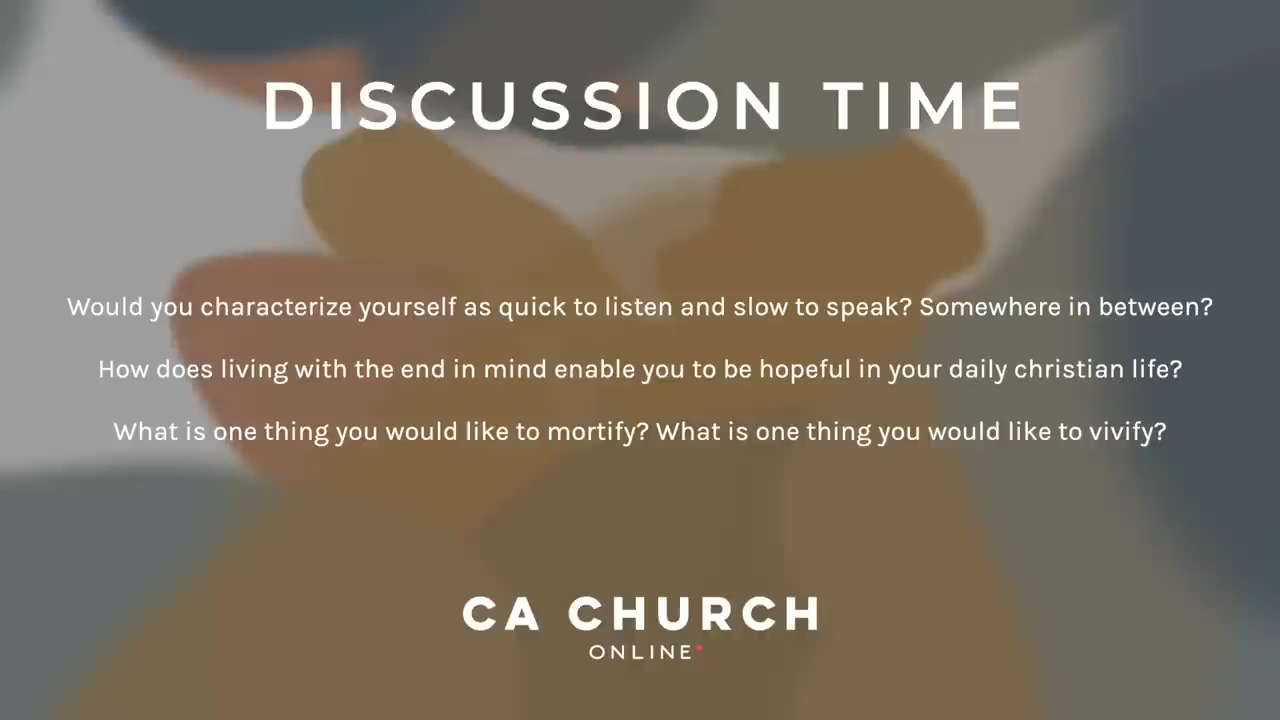 DISCUSSION TIME
Would you characterize yourself as quick to listen and slow to speak? Somewhere in between?
How does living with the end in mind enable you to be hopeful in your daily christian life?
What is one thing you would like to mortify? What is one thing you would like to vivify?
CA CHURCH
ONLINE